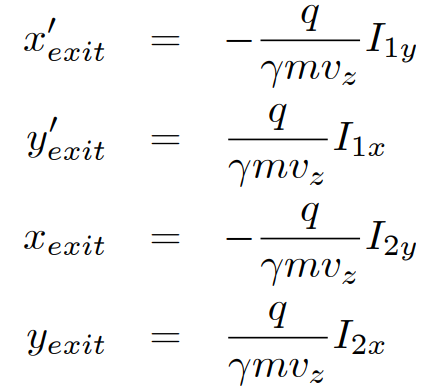 x'_{exit} = -\frac{q}{\gamma m v_z} I_{1y}
y'_{exit} = \frac{q}{\gamma m v_z} I_{1x}
x_{exit} = -\frac{q}{\gamma m v_z} I_{2y}
y_{exit} = \frac{q}{\gamma m v_z} I_{2x}